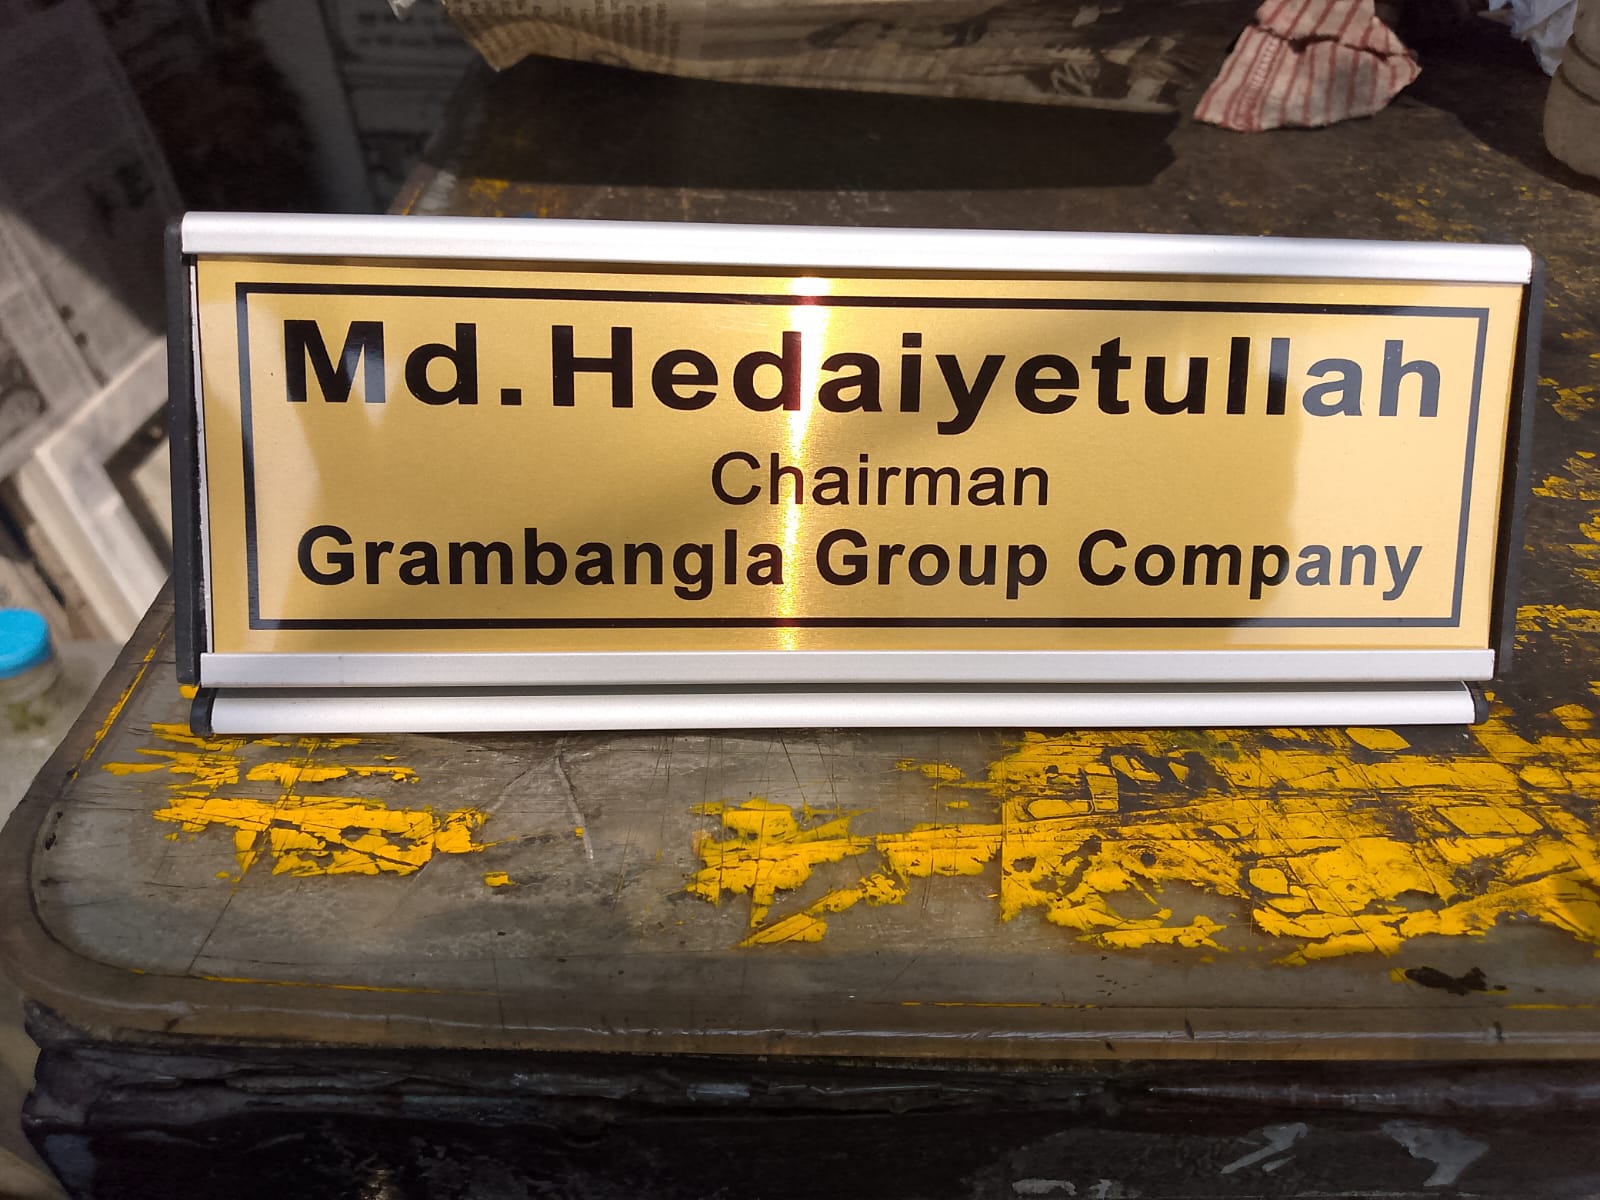 Md.Hedaiyetullah
Chairman
Grambangla Group Company